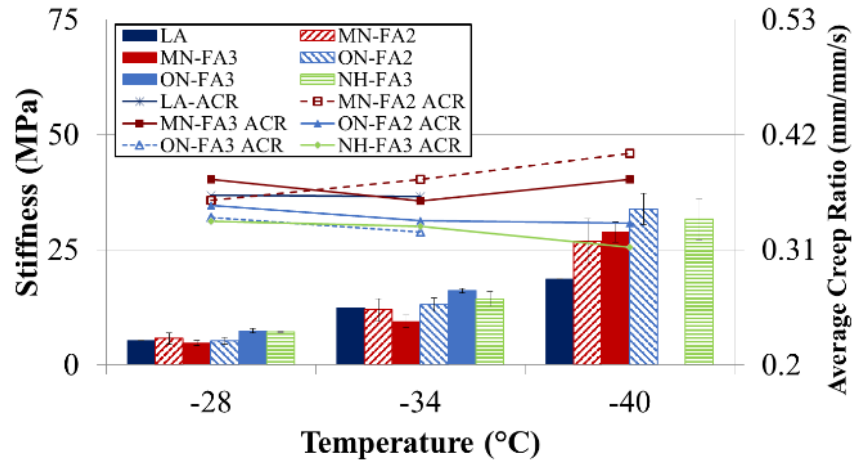 75
50
25
0
Stiffness (MPa)
LA
MN-FA2
MN-FA3
ON-FA2
ON-FA3
NH-FA3
LA-ACR
MN-FA2 ACR
MN-FA3 ACR
ON-FA2 ACR
ON-FA3 ACR
NH-FA3 ACR
0.53
0.42
0.31
0.2
Average Creep Ratio (mm/mm/s)
-28
-34
-40
Temperature (°C)